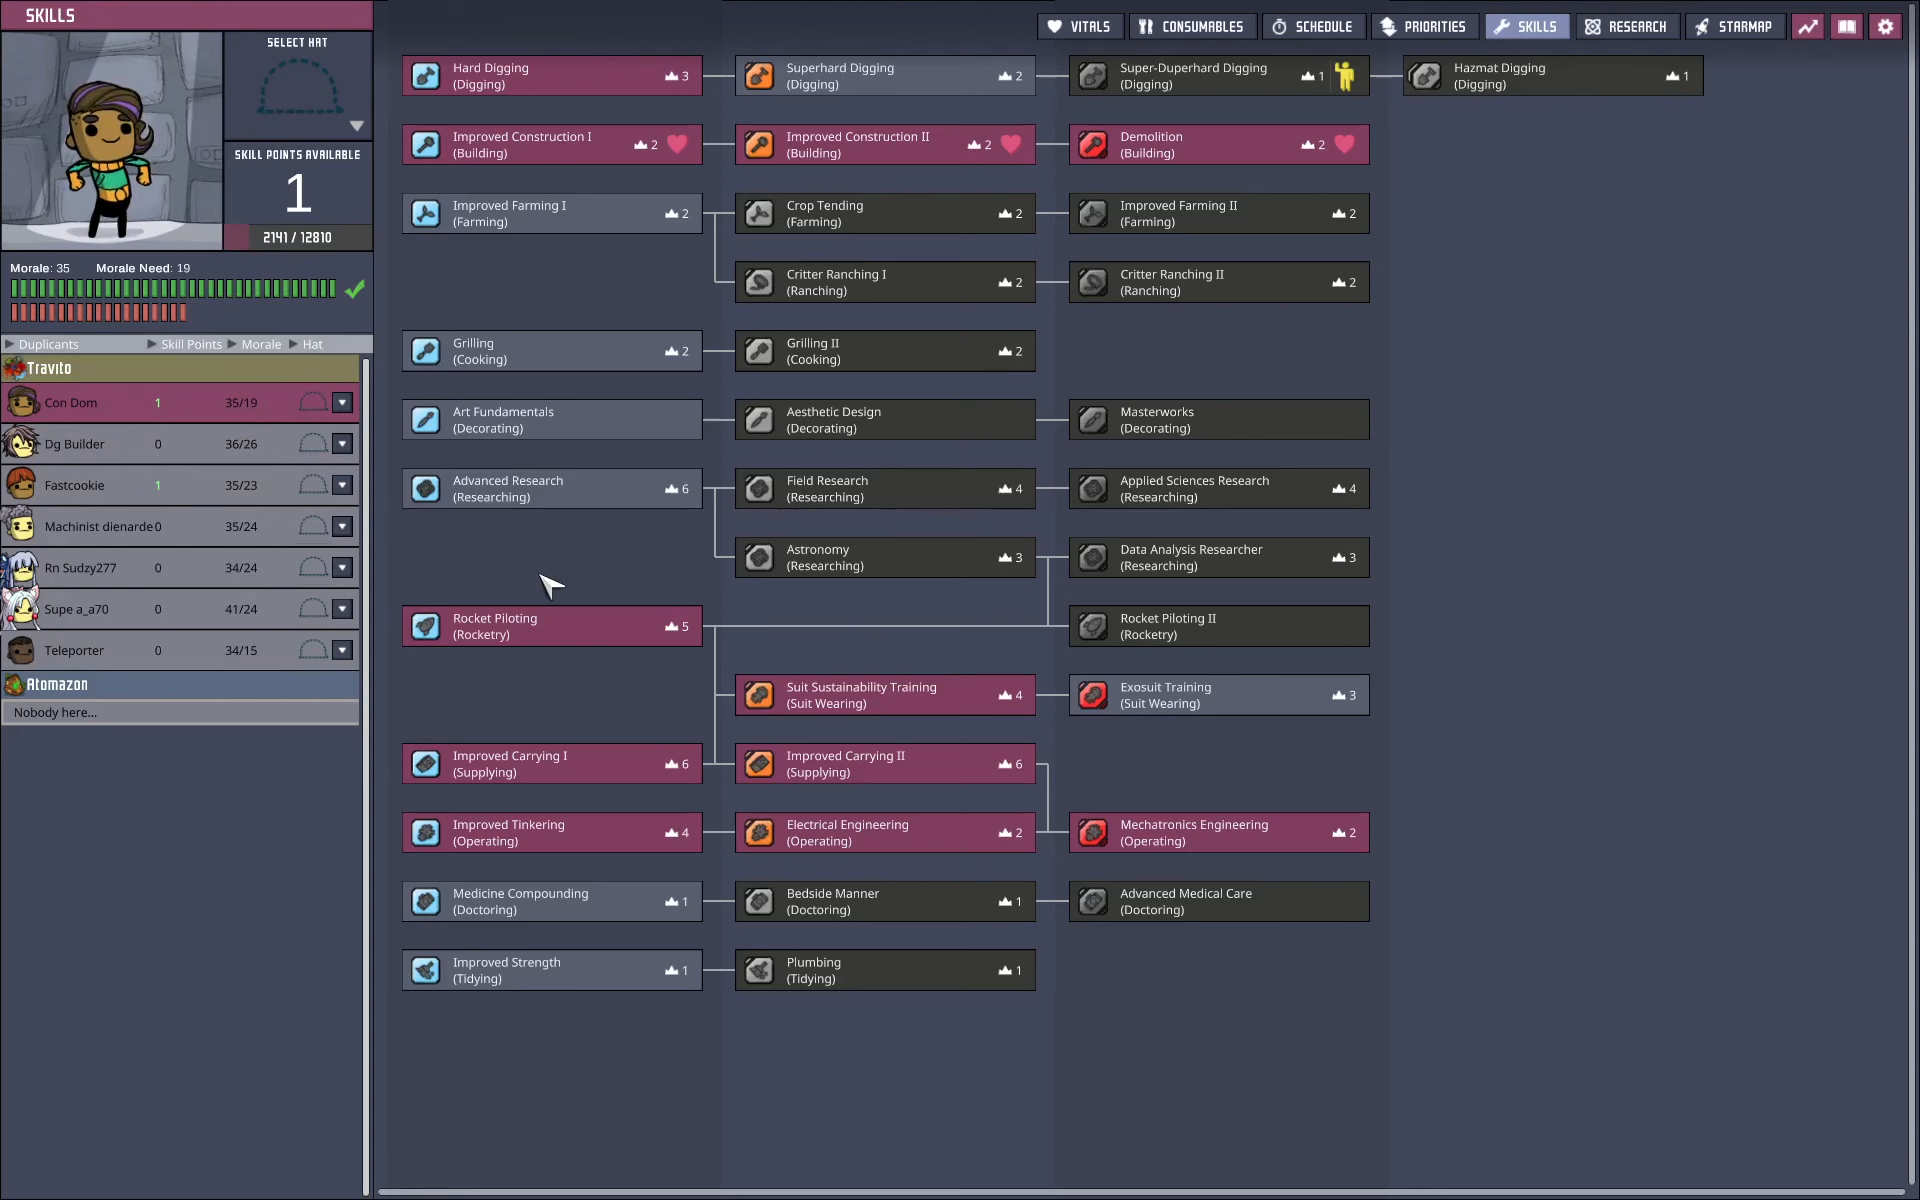 SKILLS
VITALS
CONSUMABLES
SCHEDULE
PRIORITIES
SKILLS
RESEARCH
STARMAP
SELECT HAT
SKILL POINTS AVAILABLE
1
2141 / 12810
Morale: 35 Morale Need: 19
Duplicants Skill Points Morale Hat
Travito
Con Dom 1 35/19
Dg Builder 0 36/26
Fastcookie 1 35/23
Machinist dienarde 0 35/24
Rn Sudzy277 0 34/24
Supe a_a70 0 41/24
Teleporter 0 34/15
Atomazon
Nobody here...
Hard Digging
(Digging)
3
Superhard Digging
(Digging)
2
Super-Duperhard Digging
(Digging)
1
Hazmat Digging
(Digging)
1
Improved Construction I
(Building)
2
Improved Construction II
(Building)
2
Demolition
(Building)
2
Improved Farming I
(Farming)
2
Crop Tending
(Farming)
2
Improved Farming II
(Farming)
2
Critter Ranching I
(Ranching)
2
Critter Ranching II
(Ranching)
2
Grilling
(Cooking)
2
Grilling II
(Cooking)
2
Art Fundamentals
(Decorating)
Aesthetic Design
(Decorating)
Masterworks
(Decorating)
Advanced Research
(Researching)
6
Field Research
(Researching)
4
Applied Sciences Research
(Researching)
4
Astronomy
(Researching)
3
Data Analysis Researcher
(Researching)
3
Rocket Piloting
(Rocketry)
5
Rocket Piloting II
(Rocketry)
Suit Sustainability Training
(Suit Wearing)
4
Exosuit Training
(Suit Wearing)
3
Improved Carrying I
(Supplying)
6
Improved Carrying II
(Supplying)
6
Improved Tinkering
(Operating)
4
Electrical Engineering
(Operating)
2
Mechatronics Engineering
(Operating)
2
Medicine Compounding
(Doctoring)
1
Bedside Manner
(Doctoring)
1
Advanced Medical Care
(Doctoring)
Improved Strength
(Tidying)
1
Plumbing
(Tidying)
1